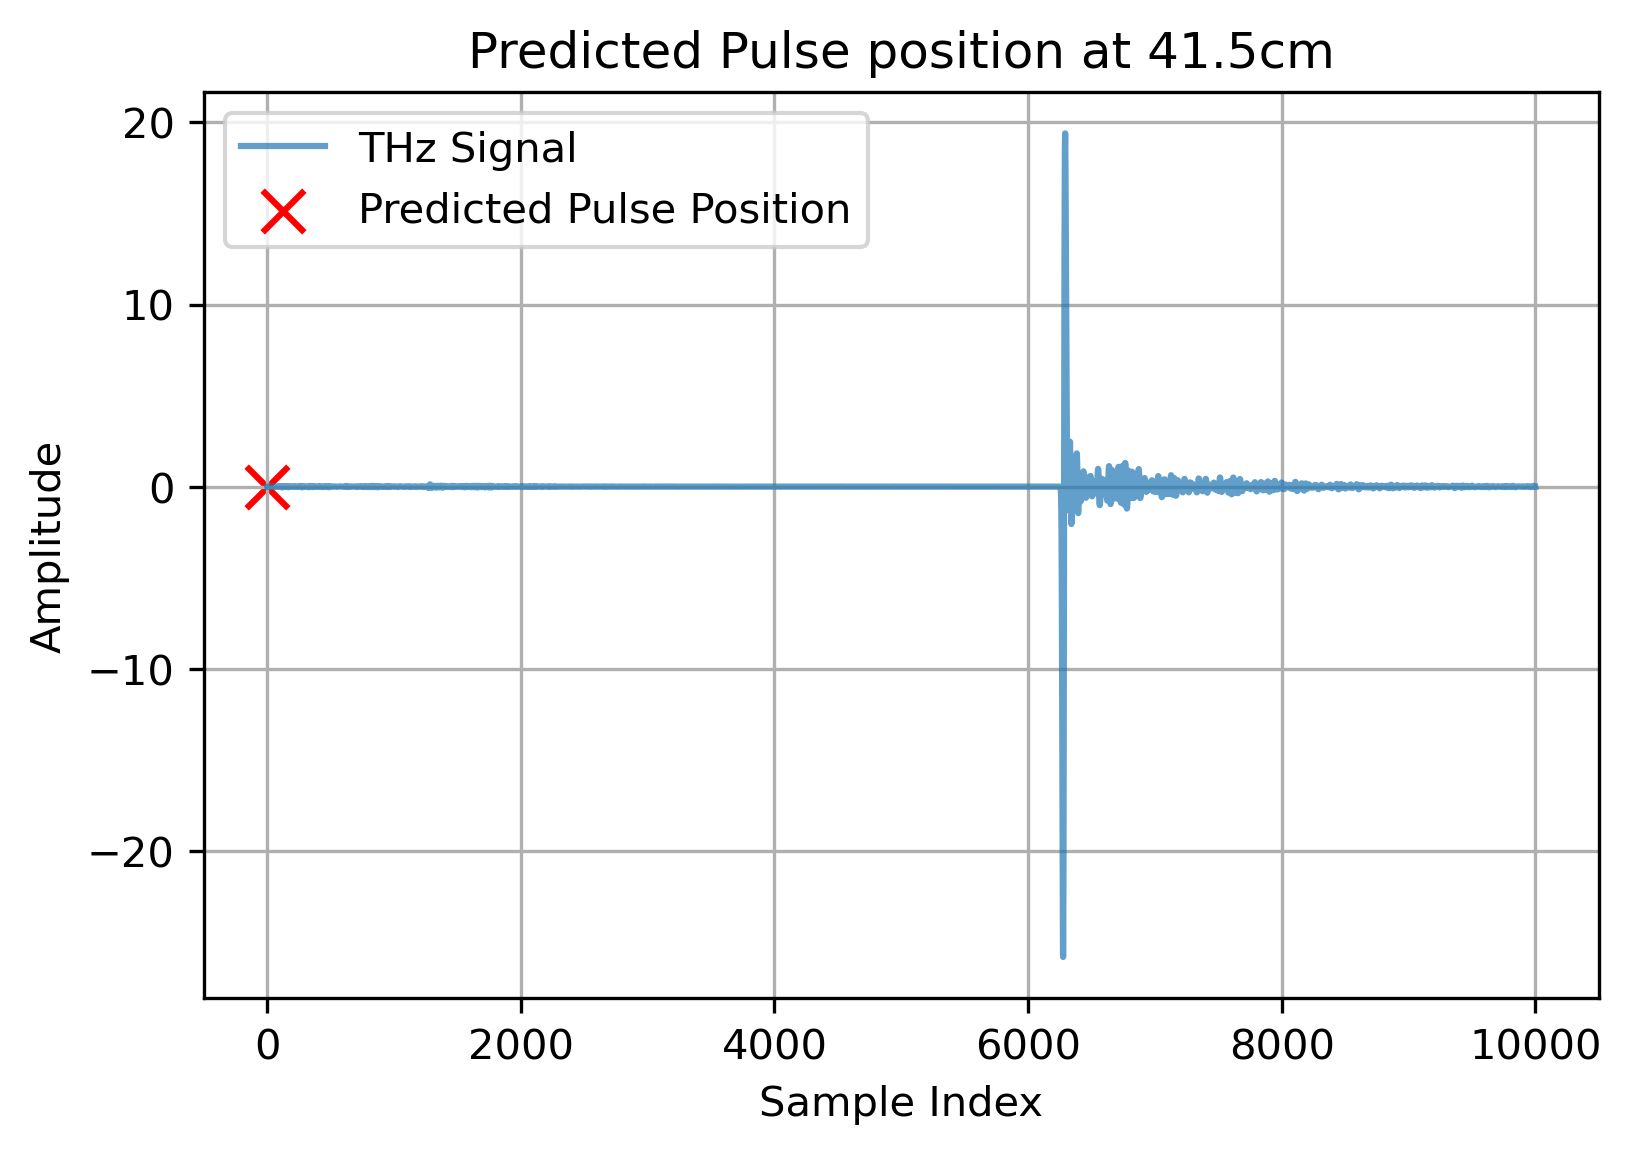 Predicted Pulse position at 41.5cm
THz Signal
Predicted Pulse Position
20
10
0
−10
−20
Amplitude
0 2000 4000 6000 8000 10000
Sample Index